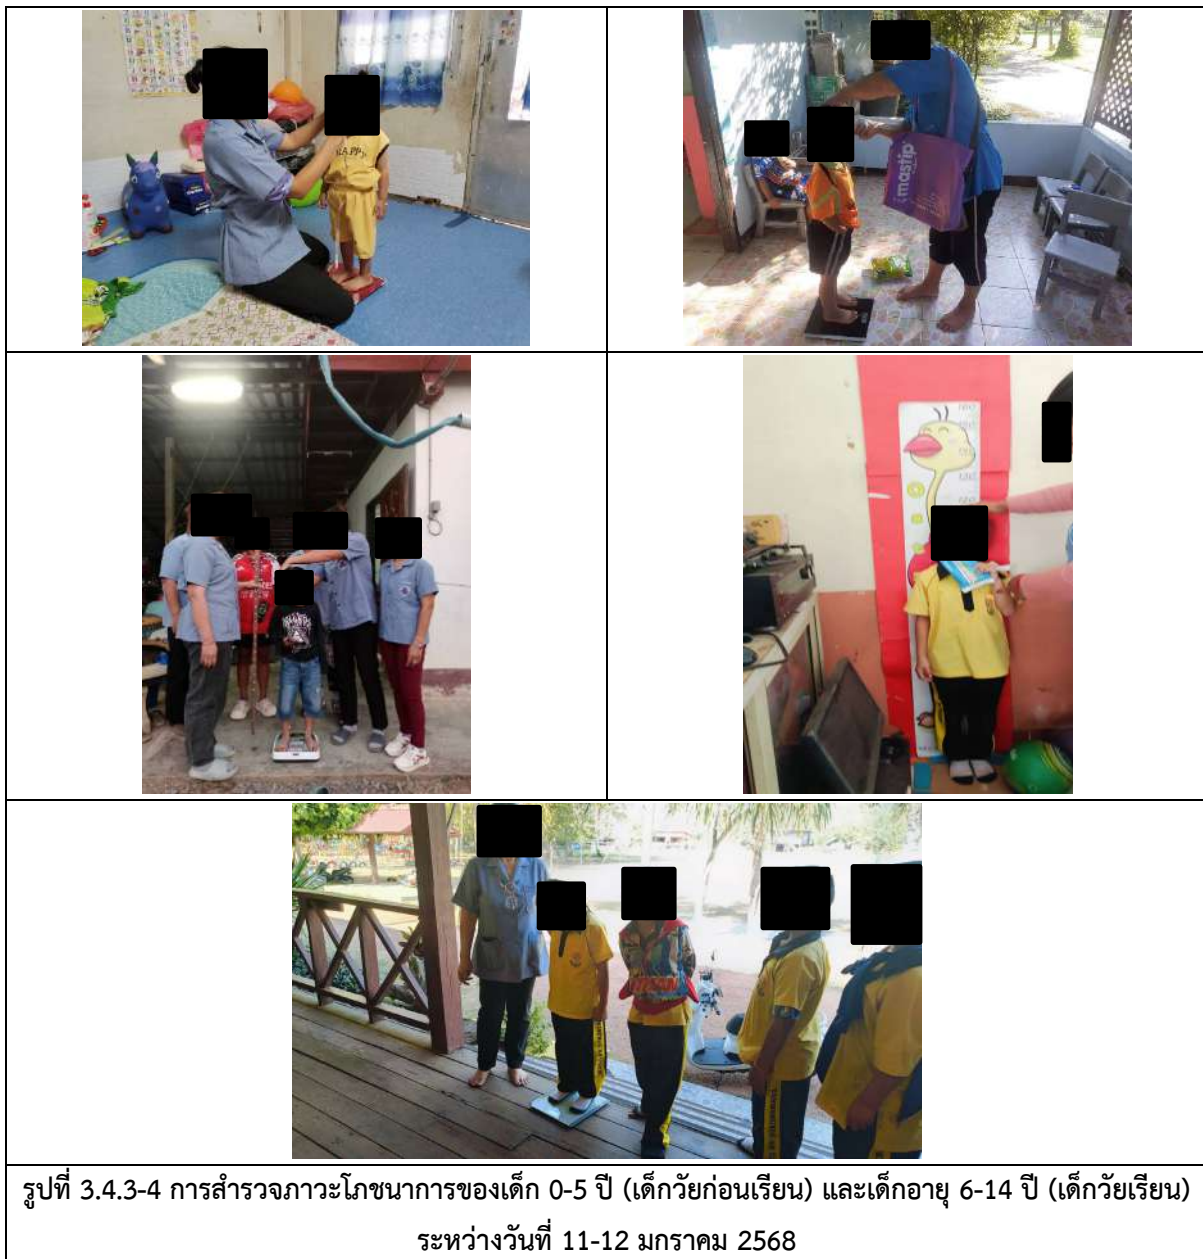 HAPPY
mastip
รูปที่ 3.4.3-4 การสำรวจภาวะโภชนาการของเด็ก 0-5 ปี (เด็กวัยก่อนเรียน) และเด็กอายุ 6-14 ปี (เด็กวัยเรียน)
ระหว่างวันที่ 11-12 มกราคม 2568